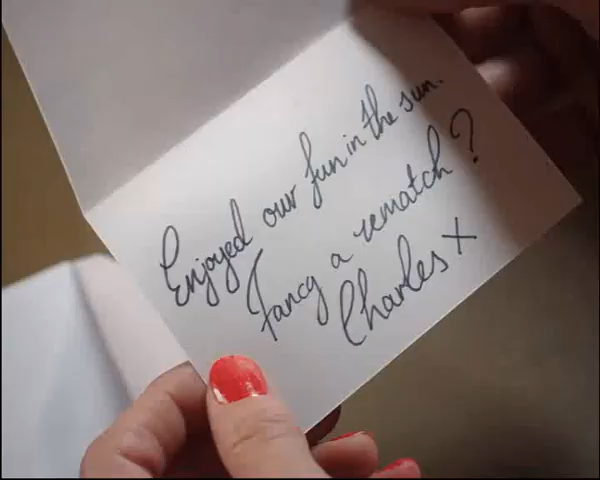 Enjoyed our fun in the sun.
Fancy a rematch?
Charles X